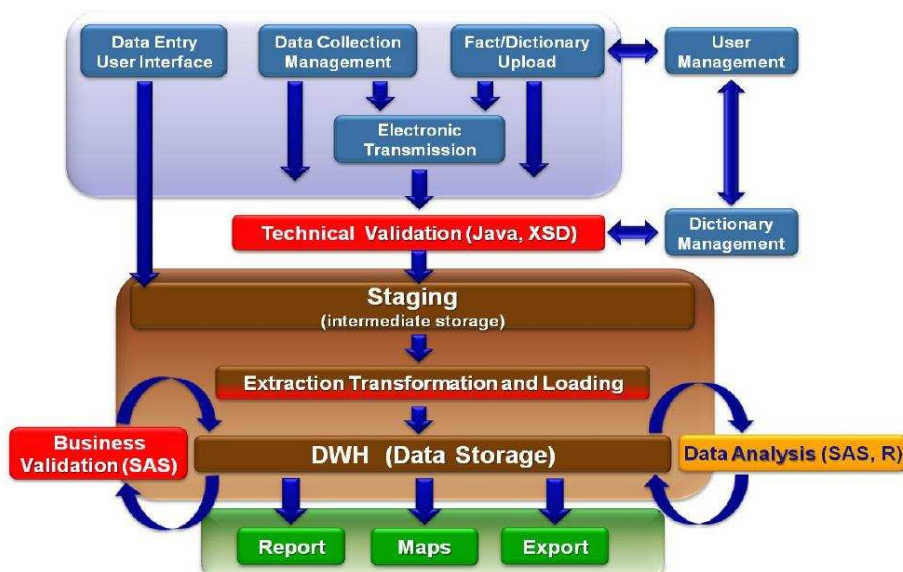 Data Entry
User Interface
Data Collection
Management
Fact/Dictionary
Upload
User
Management
Electronic
Transmission
Technical Validation (Java, XSD)
Dictionary
Management
Staging
(intermediate storage)
Extraction Transformation and Loading
Business
Validation (SAS)
DWH (Data Storage)
Data Analysis (SAS, R)
Report
Maps
Export